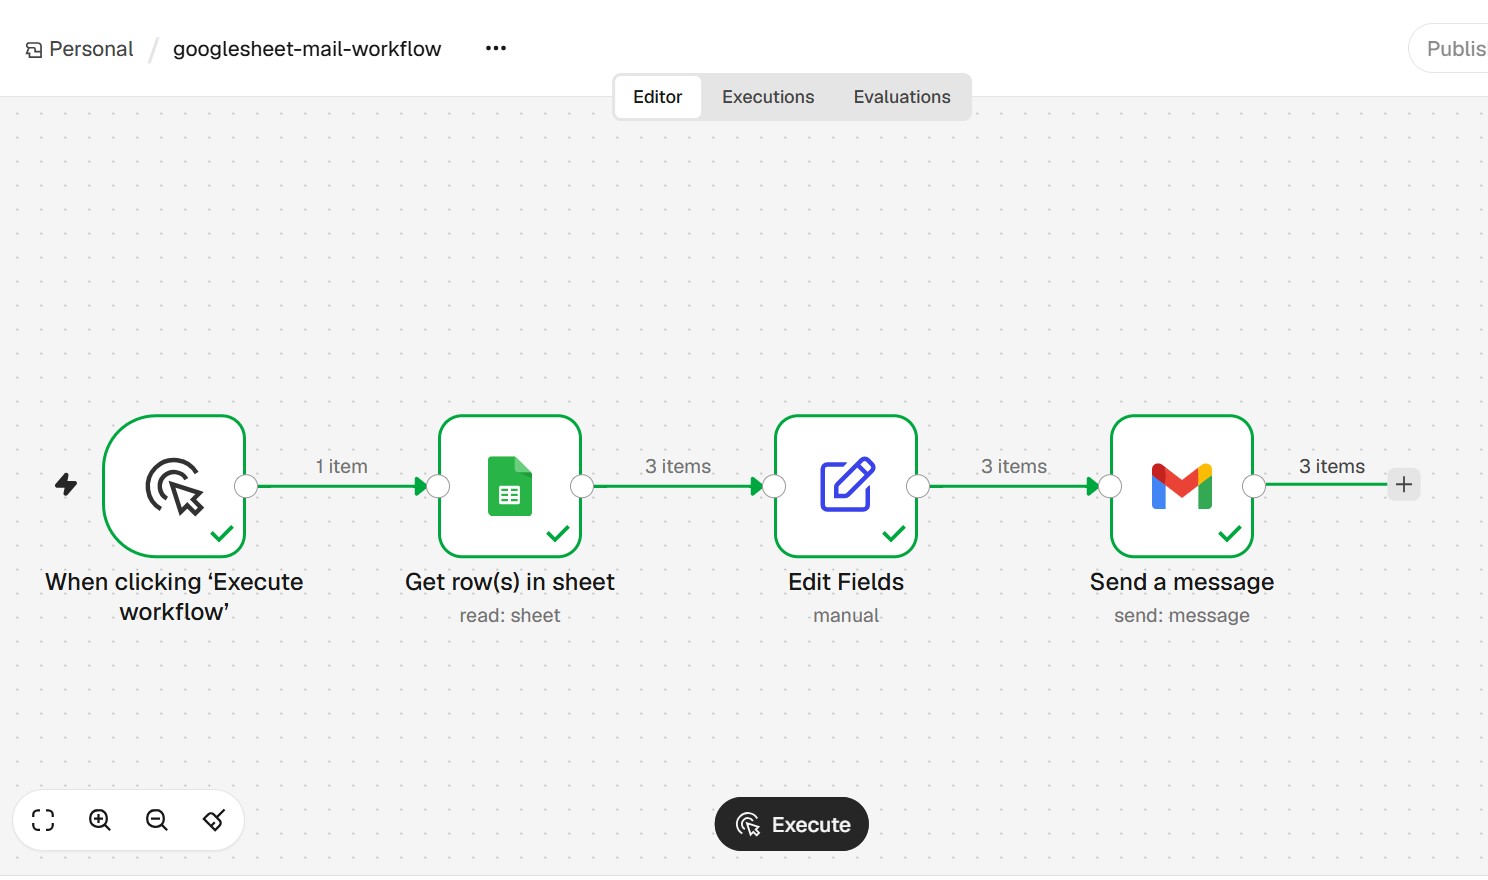 Personal / googlesheet-mail-workflow ...
Publis
Editor Executions Evaluations
1 item 3 items 3 items 3 items
When clicking ‘Execute
workflow’
Get row(s) in sheet
read: sheet
Edit Fields
manual
Send a message
send: message
Execute